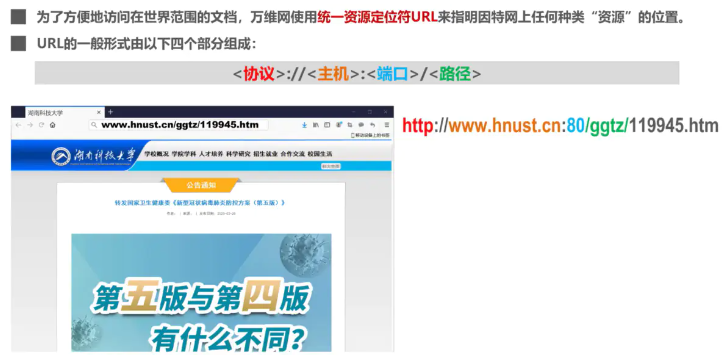 为了方便地访问在世界范围的文档，万维网使用统一资源定位符URL来指明因特网上任何种类“资源”的位置。
URL的一般形式由以下四个部分组成：
<协议>://<主机>:<端口>/<路径>
湖南科技大学
www.hnust.cn/ggtz/119945.htm
移动设备上的书签
湖南科技大学
学校概况 学院学科 人才培养 科学研究 招生就业 合作交流 校园生活
公告通知
转发国家卫生健康委《新型冠状病毒肺炎防控方案（第五版）》
第五版与第四版
有什么不同？
http://www.hnust.cn:80/ggtz/119945.htm